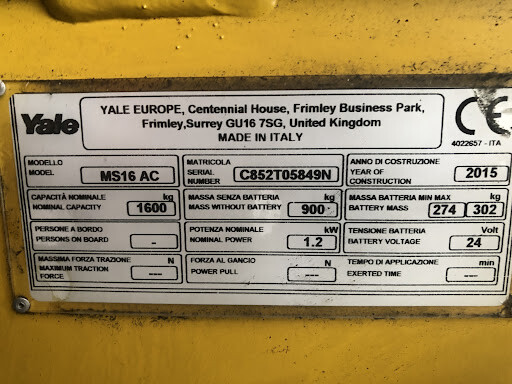 Yale
YALE EUROPE, Centennial House, Frimley Business Park,
Frimley,Surrey GU16 7SG, United Kingdom
MADE IN ITALY
CE
4022657 - ITA
MODELLO
MODEL
MS16 AC
MATRICOLA
SERIAL
NUMBER
C852T05849N
ANNO DI COSTRUZIONE
YEAR OF
CONSTRUCTION
2015
CAPACITÀ NOMINALE kg
NOMINAL CAPACITY 1600
MASSA SENZA BATTERIA kg
MASS WITHOUT BATTERY 900
MASSA BATTERIA MIN MAX kg
BATTERY MASS 274 302
PERSONE A BORDO
PERSONS ON BOARD -
POTENZA NOMINALE kW
NOMINAL POWER 1.2
TENSIONE BATTERIA Volt
BATTERY VOLTAGE 24
MASSIMA FORZA TRAZIONE N
MAXIMUM TRACTION
FORCE ---
FORZA AL GANCIO N
POWER PULL ---
TEMPO DI APPLICAZIONE min
EXERTED TIME ---